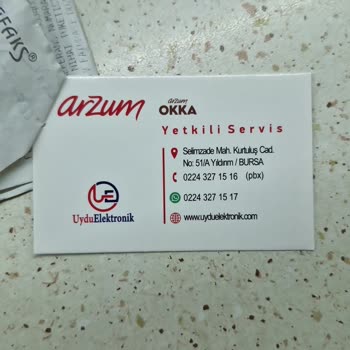 arzum
arzum
OKKA
Yetkili Servis
Selimzade Mah. Kurtuluş Cad.
No: 51/A Yıldırım / BURSA
0224 327 15 16 (pbx)
0224 327 15 17
www.uyduelektronik.com
UE
UyduElektronik